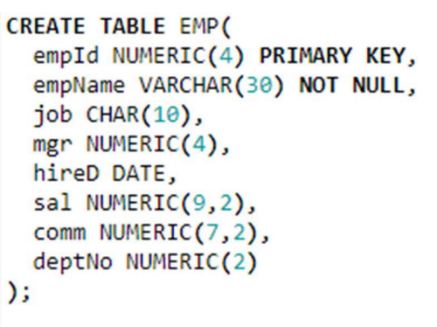 CREATE TABLE EMP(
empId NUMERIC(4) PRIMARY KEY,
empName VARCHAR(30) NOT NULL,
job CHAR(10),
mgr NUMERIC(4),
hireD DATE,
sal NUMERIC(9,2),
comm NUMERIC(7,2),
deptNo NUMERIC(2)
);